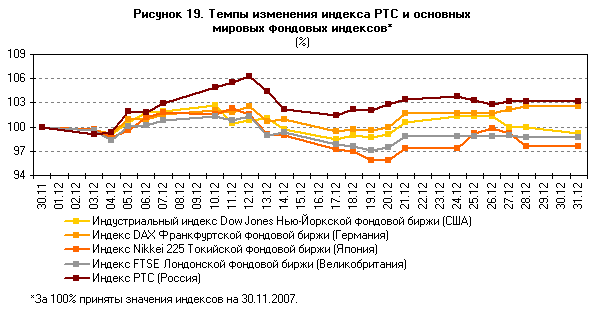 Рисунок 19. Темпы изменения индекса РТС и основных
мировых фондовых индексов*
(%)
109
106
103
100
97
94
30.11 01.12 02.12 03.12 04.12 05.12 06.12 07.12 08.12 09.12 10.12 11.12 12.12 13.12 14.12 15.12 16.12 17.12 18.12 19.12 20.12 21.12 22.12 23.12 24.12 25.12 26.12 27.12 28.12 29.12 30.12 31.12
Индустриальный индекс Dow Jones Нью-Йоркской фондовой биржи (США)
Индекс DAX Франкфуртской фондовой биржи (Германия)
Индекс Nikkei 225 Токийской фондовой биржи (Япония)
Индекс FTSE Лондонской фондовой биржи (Великобритания)
Индекс РТС (Россия)
*За 100% приняты значения индексов на 30.11.2007.